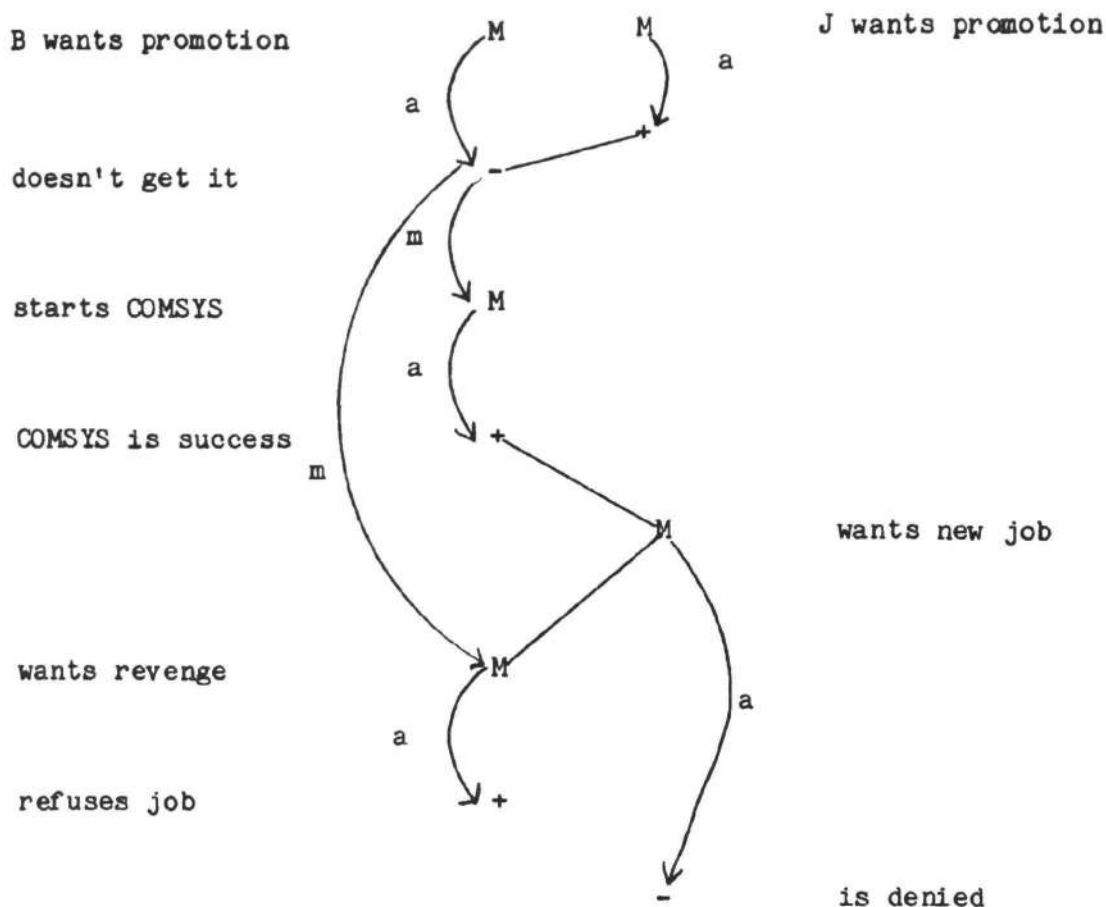 B wants promotion M M J wants promotion
a a
+
doesn't get it -
m
starts COMSYS M
a
COMSYS is success +
m
M wants new job
wants revenge M
a
a
refuses job +
- is denied